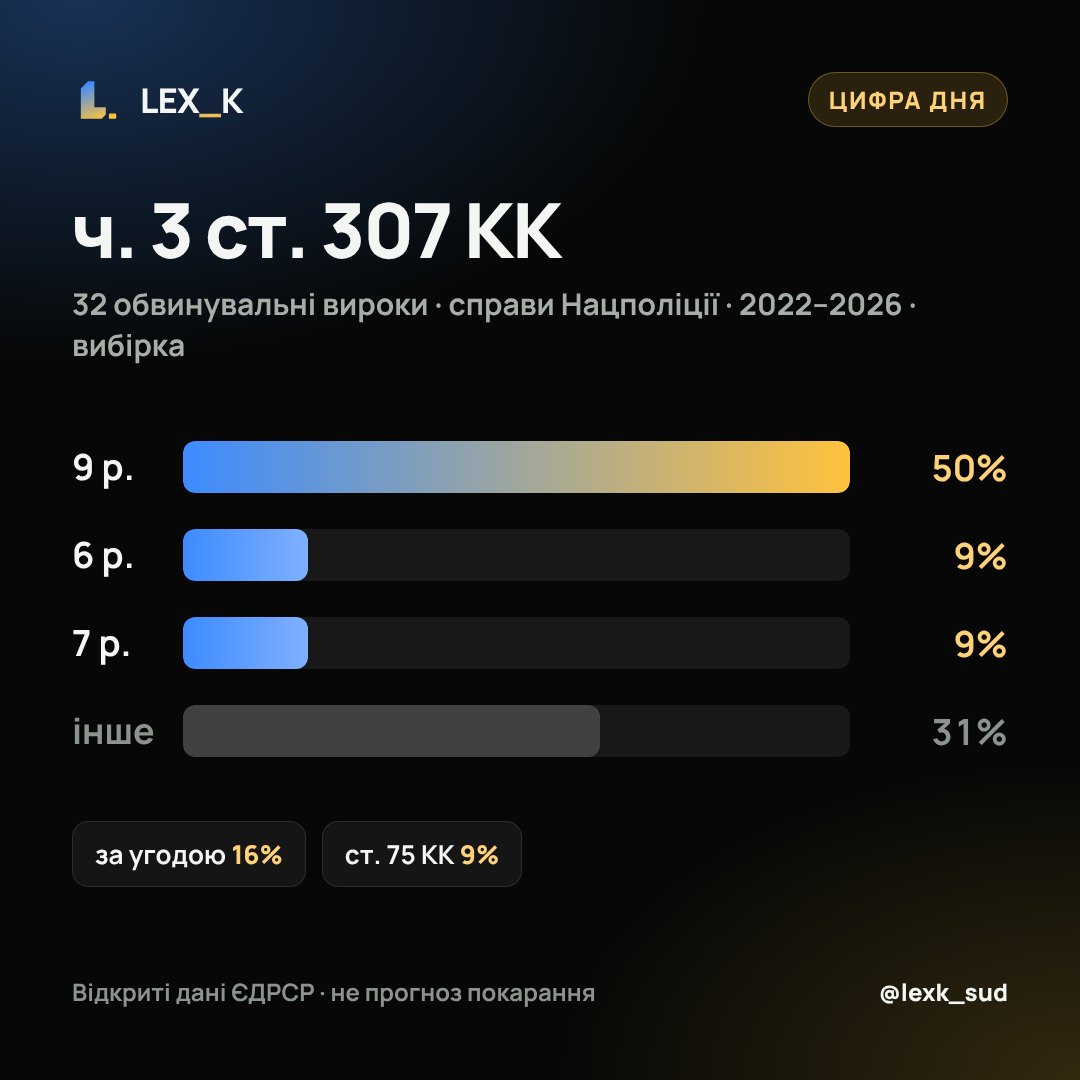 LEX_K
ЦИФРА ДНЯ
ч. 3 ст. 307 КК
32 обвинувальні вироки · справи Нацполіції · 2022–2026 ·
вибірка
9 р. 50%
6 р. 9%
7 р. 9%
інше 31%
за угодою 16% ст. 75 КК 9%
Відкриті дані ЄДРСР · не прогноз покарання @lexk_sud